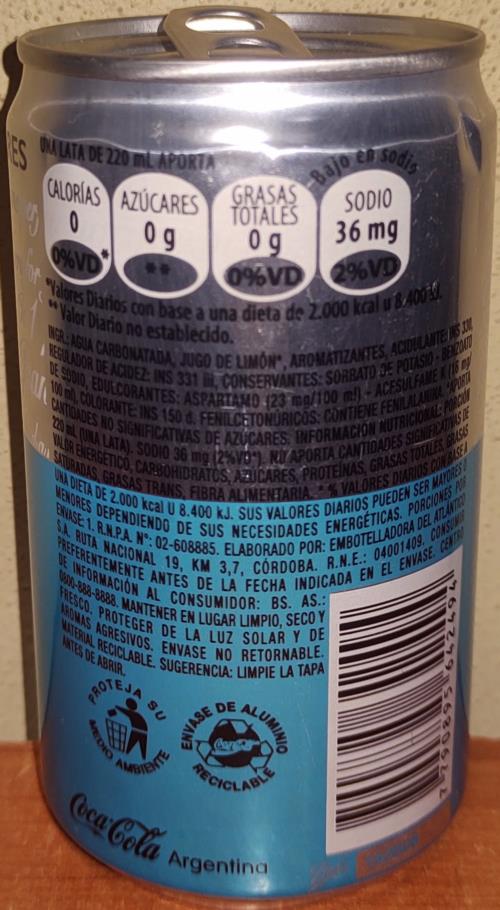 ES
UNA LATA DE 220 mL APORTA
Bajo en sodio
CALORÍAS
0
0%VD*
AZÚCARES
0 g
**
GRASAS
TOTALES
0 g
0%VD
SODIO
36 mg
2%VD
*Valores Diarios con base a una dieta de 2.000 kcal u 8.400 kJ.
** Valor Diario no establecido.
INGR.: AGUA CARBONATADA, JUGO DE LIMÓN*, AROMATIZANTES, ACIDULANTE: INS 330,
REGULADOR DE ACIDEZ: INS 331 iii, CONSERVANTES: SORBATO DE POTASIO - BENZOATO
DE SODIO, EDULCORANTES: ASPARTAMO (23 mg/100 ml) - ACESULFAME K (16 mg/
100 ml), COLORANTE: INS 150 d. FENILCETONÚRICOS: CONTIENE FENILALANINA. *APORTA
CANTIDADES NO SIGNIFICATIVAS DE AZÚCARES. INFORMACIÓN NUTRICIONAL: PORCIÓN
220 mL (UNA LATA). SODIO 36 mg (2%VD*). NO APORTA CANTIDADES SIGNIFICATIVAS DE
VALOR ENERGÉTICO, CARBOHIDRATOS, AZÚCARES, PROTEÍNAS, GRASAS TOTALES, GRASAS
SATURADAS, GRASAS TRANS, FIBRA ALIMENTARIA. * % VALORES DIARIOS CON BASE A
UNA DIETA DE 2.000 kcal U 8.400 kJ. SUS VALORES DIARIOS PUEDEN SER MAYORES O
MENORES DEPENDIENDO DE SUS NECESIDADES ENERGÉTICAS. PORCIONES POR
ENVASE: 1. R.N.P.A. N°: 02-608885. ELABORADO POR: EMBOTELLADORA DEL ATLÁNTICO
S.A. RUTA NACIONAL 19, KM 3,7, CÓRDOBA. R.N.E.: 04001409. CONSUMIR
PREFERENTEMENTE ANTES DE LA FECHA INDICADA EN EL ENVASE. CENTRO
DE INFORMACIÓN AL CONSUMIDOR: BS. AS.:
0800-888-8888. MANTENER EN LUGAR LIMPIO, SECO Y
FRESCO. PROTEGER DE LA LUZ SOLAR Y DE
AROMAS AGRESIVOS. ENVASE NO RETORNABLE.
MATERIAL RECICLABLE. SUGERENCIA: LIMPIE LA TAPA
ANTES DE ABRIR.
PROTEJA SU
MEDIO AMBIENTE
ENVASE DE ALUMINIO
Coca-Cola
RECICLABLE
7 790895 642494
Coca-Cola Argentina